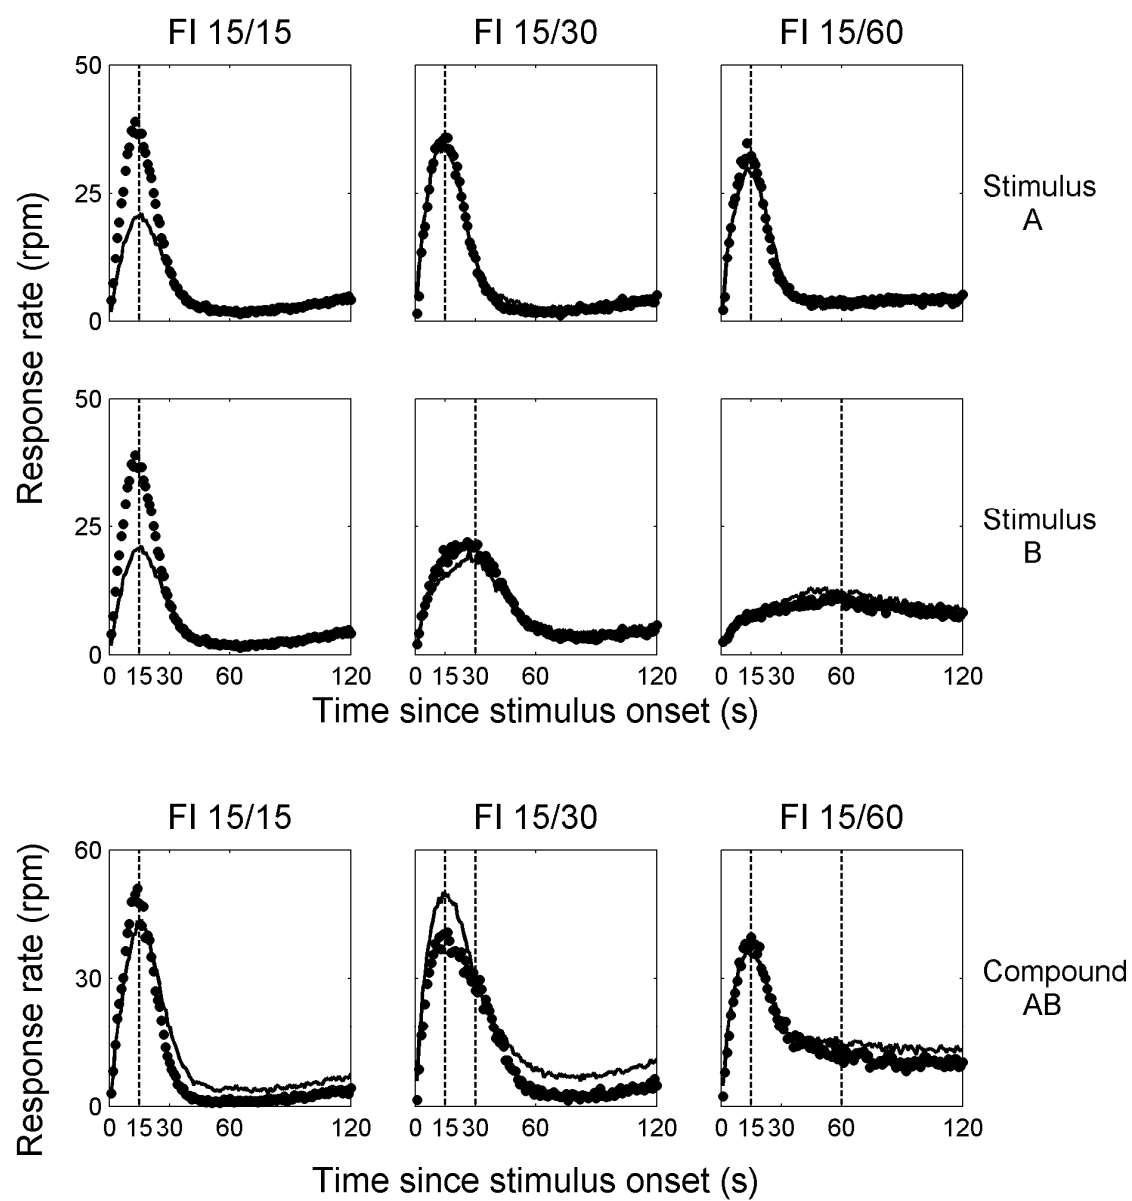 FI 15/15 FI 15/30 FI 15/60
50
25
0
Stimulus
A
Response rate (rpm)
50
25
0
Stimulus
B
0 15 30 60 120 0 15 30 60 120 0 15 30 60 120
Time since stimulus onset (s)
FI 15/15 FI 15/30 FI 15/60
60
30
0
Compound
AB
Response rate (rpm)
0 15 30 60 120 0 15 30 60 120 0 15 30 60 120
Time since stimulus onset (s)